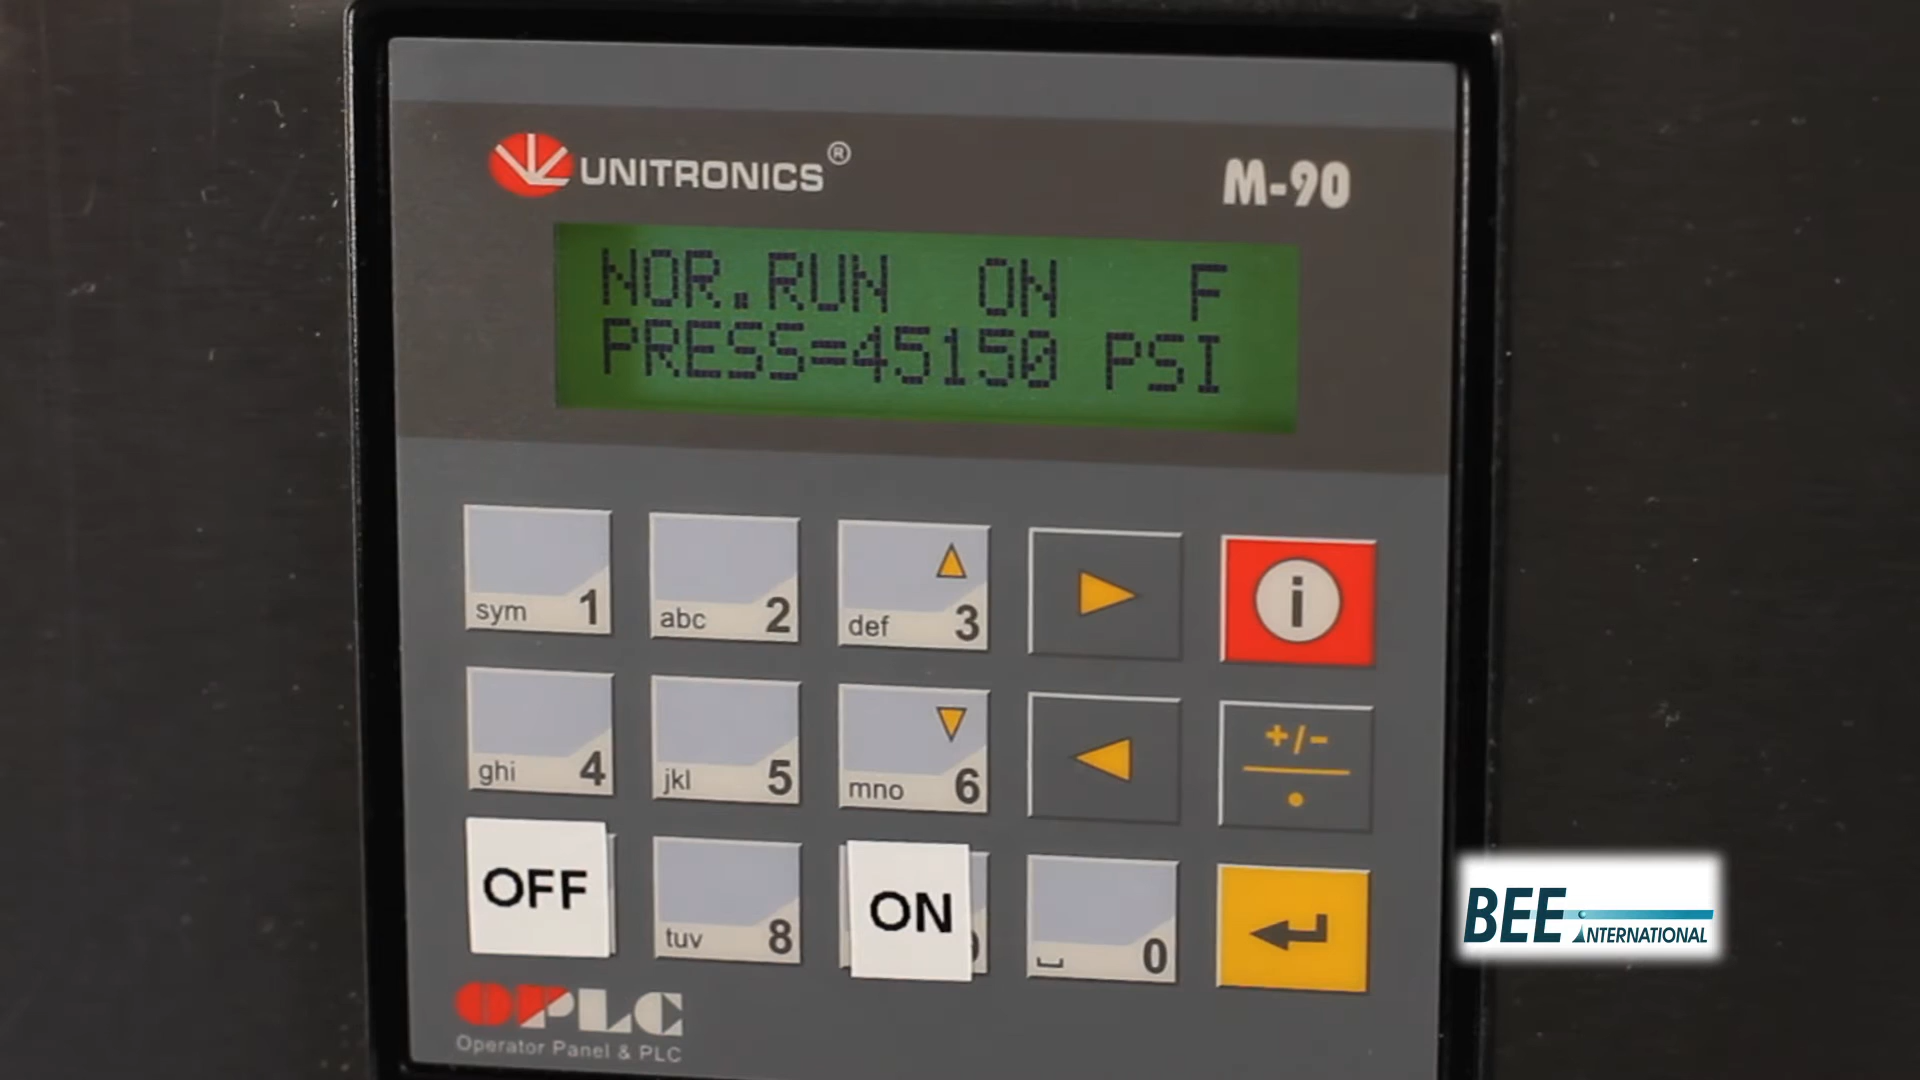 UNITRONICS®
M-90
NOR.RUN ON F
PRESS=45150 PSI
sym 1
abc 2
def 3
i
ghi 4
jkl 5
mno 6
+/-
OFF
tuv 8
ON
0
OPLC
Operator Panel & PLC
BEE INTERNATIONAL